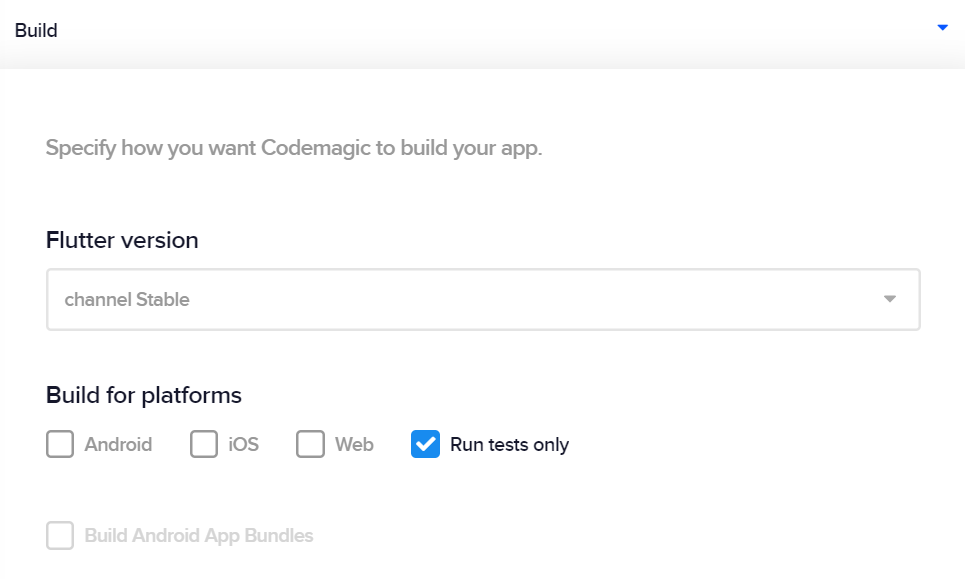 Build
Specify how you want Codemagic to build your app.
Flutter version
channel Stable
Build for platforms
Android iOS Web Run tests only
Build Android App Bundles